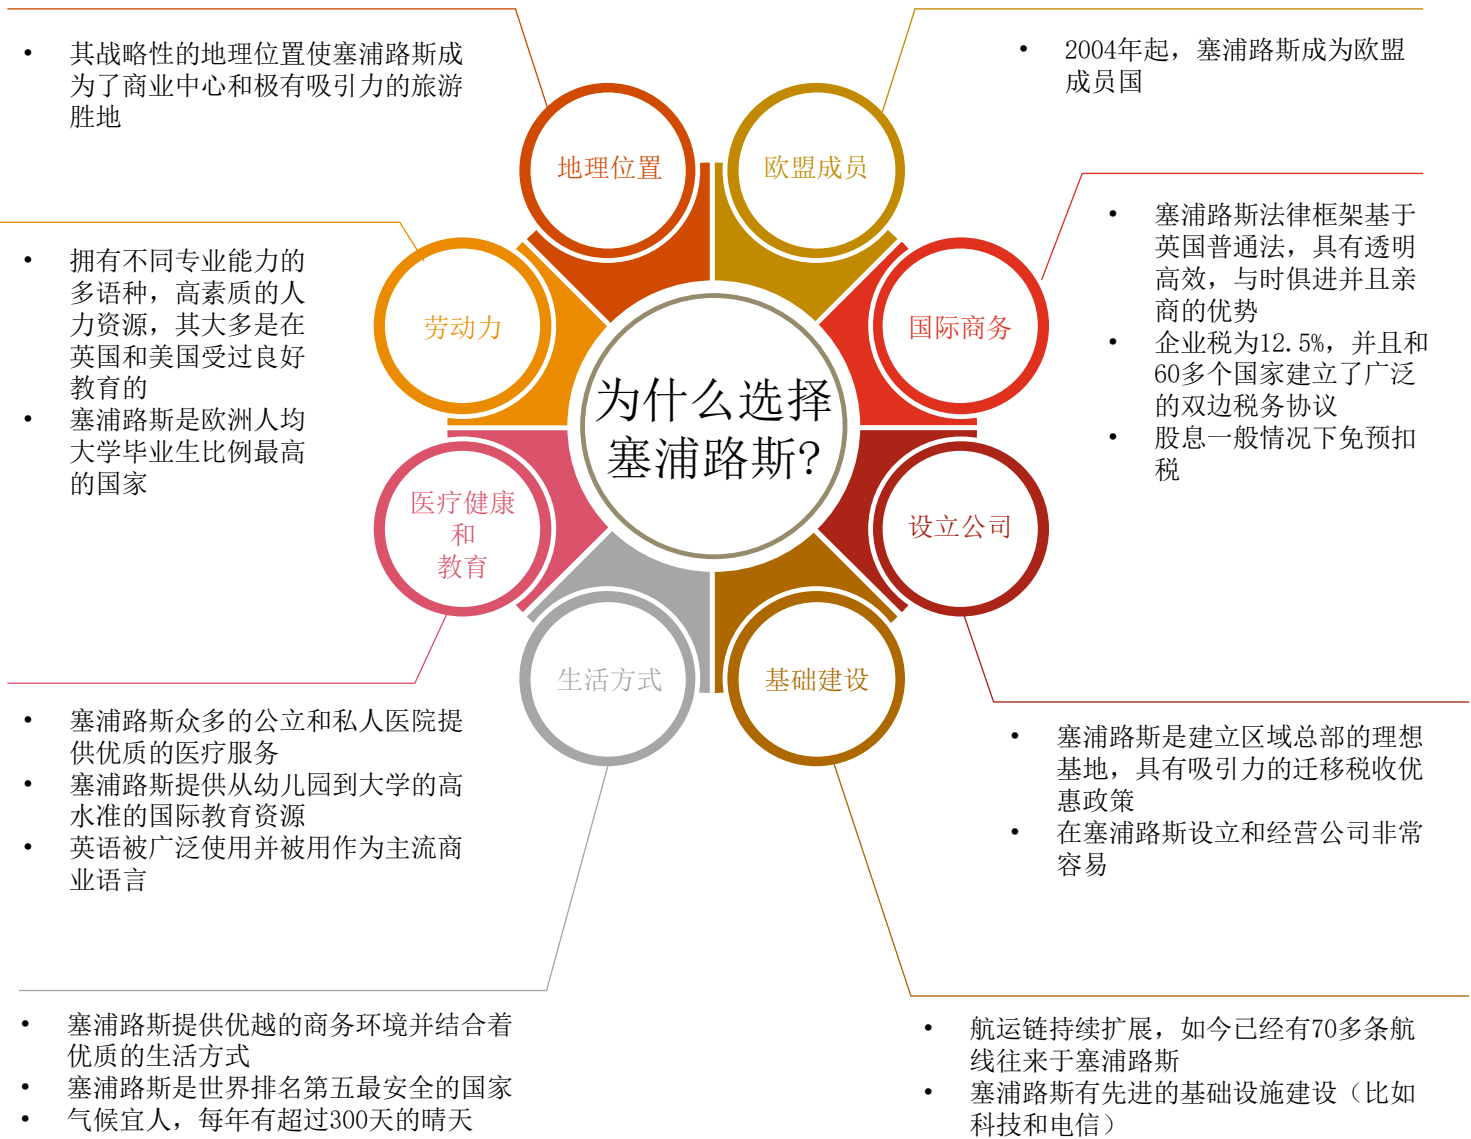 • 其战略性的地理位置使塞浦路斯成
为了商业中心和极有吸引力的旅游
胜地
• 2004年起，塞浦路斯成为欧盟
成员国
地理位置
欧盟成员
• 拥有不同专业能力的
多语种，高素质的人
力资源，其大多是在
英国和美国受过良好
教育的
• 塞浦路斯是欧洲人均
大学毕业生比例最高
的国家
劳动力
国际商务
• 塞浦路斯法律框架基于
英国普通法，具有透明
高效，与时俱进并且亲
商的优势
• 企业税为12.5%，并且和
60多个国家建立了广泛
的双边税务协议
• 股息一般情况下免预扣
税
为什么选择
塞浦路斯?
医疗健康
和
教育
设立公司
生活方式
基础建设
• 塞浦路斯众多的公立和私人医院提
供优质的医疗服务
• 塞浦路斯提供从幼儿园到大学的高
水准的国际教育资源
• 英语被广泛使用并被用作为主流商
业语言
• 塞浦路斯是建立区域总部的理想
基地，具有吸引力的迁移税收优
惠政策
• 在塞浦路斯设立和经营公司非常
容易
• 塞浦路斯提供优越的商务环境并结合着
优质的生活方式
• 塞浦路斯是世界排名第五最安全的国家
• 气候宜人，每年有超过300天的晴天
• 航运链持续扩展，如今已经有70多条航
线往来于塞浦路斯
• 塞浦路斯有先进的基础设施建设（比如
科技和电信）